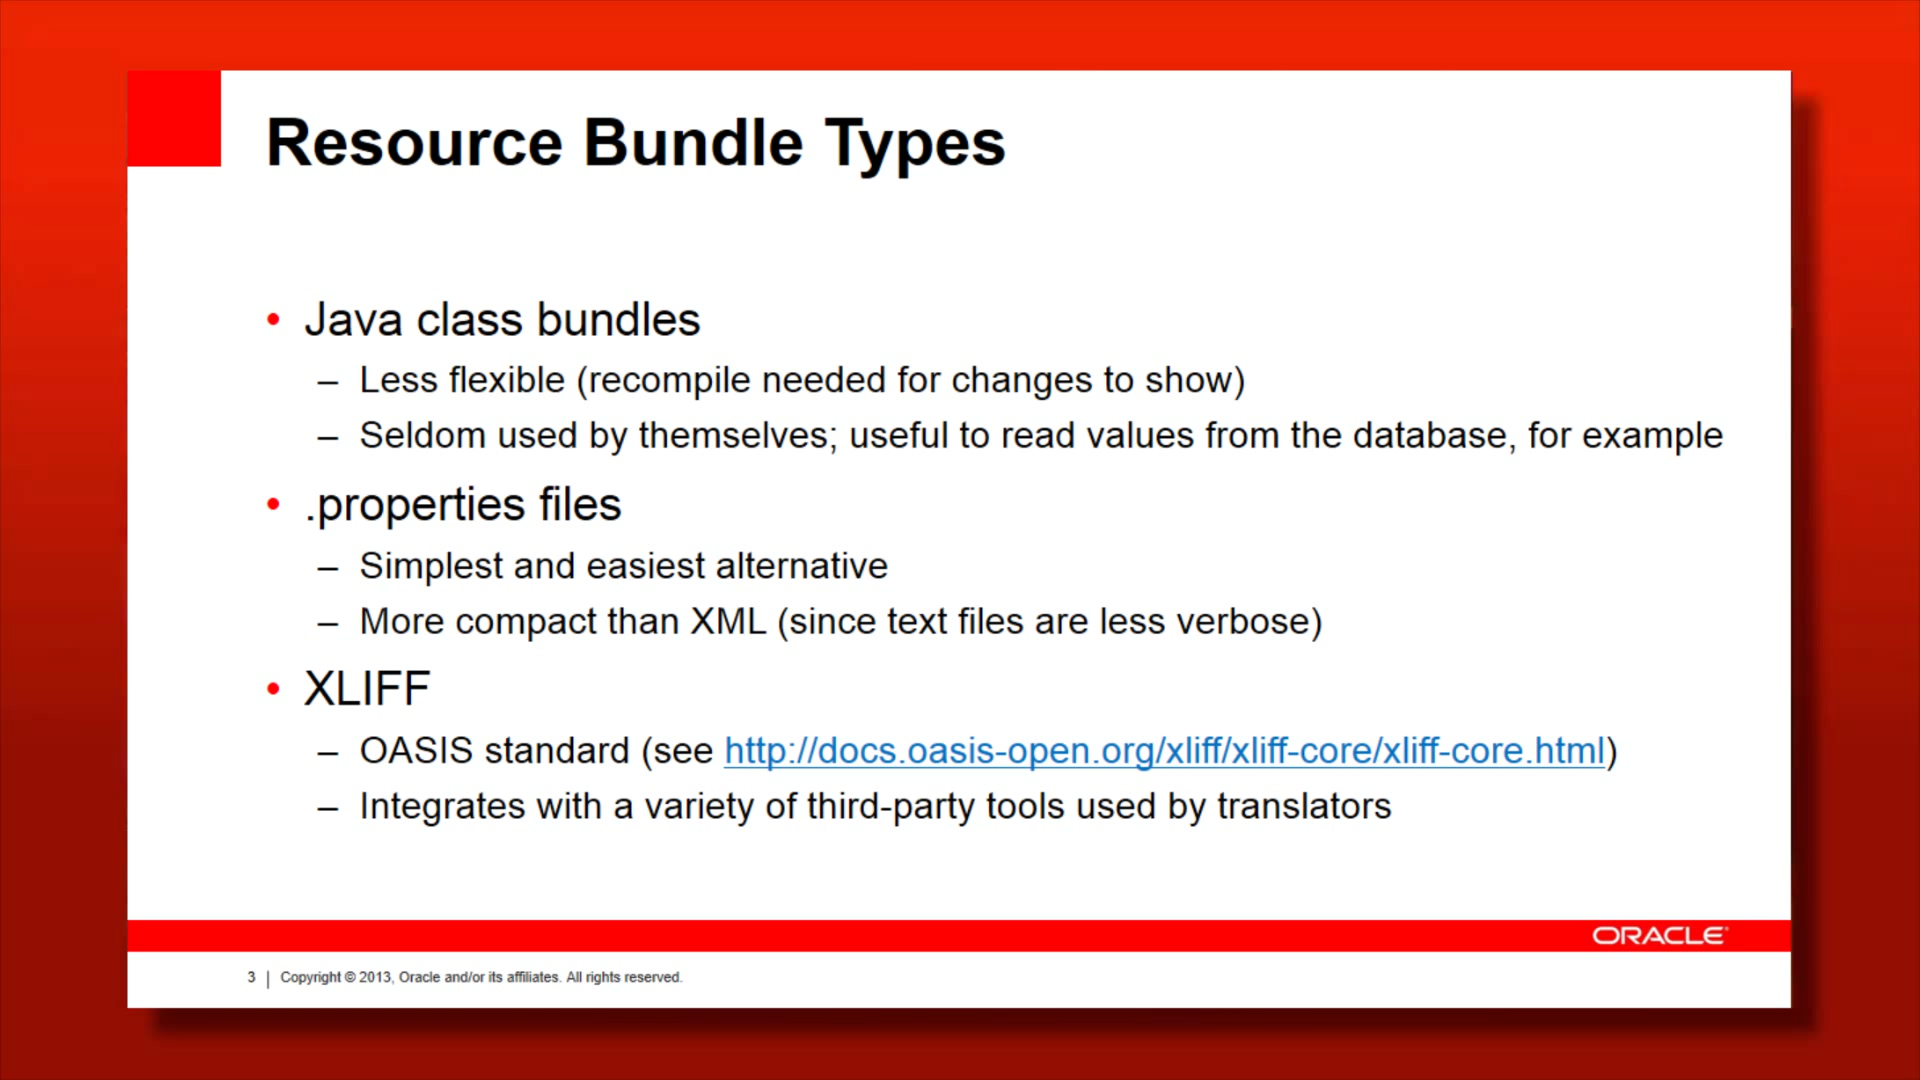 Resource Bundle Types
• Java class bundles
– Less flexible (recompile needed for changes to show)
– Seldom used by themselves; useful to read values from the database, for example
• .properties files
– Simplest and easiest alternative
– More compact than XML (since text files are less verbose)
• XLIFF
– OASIS standard (see http://docs.oasis-open.org/xliff/xliff-core/xliff-core.html)
– Integrates with a variety of third-party tools used by translators
ORACLE
3 | Copyright © 2013, Oracle and/or its affiliates. All rights reserved.